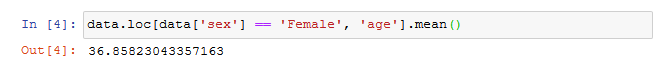 In [4]: data.loc[data['sex'] == 'Female', 'age'].mean()
Out[4]: 36.85823043357163